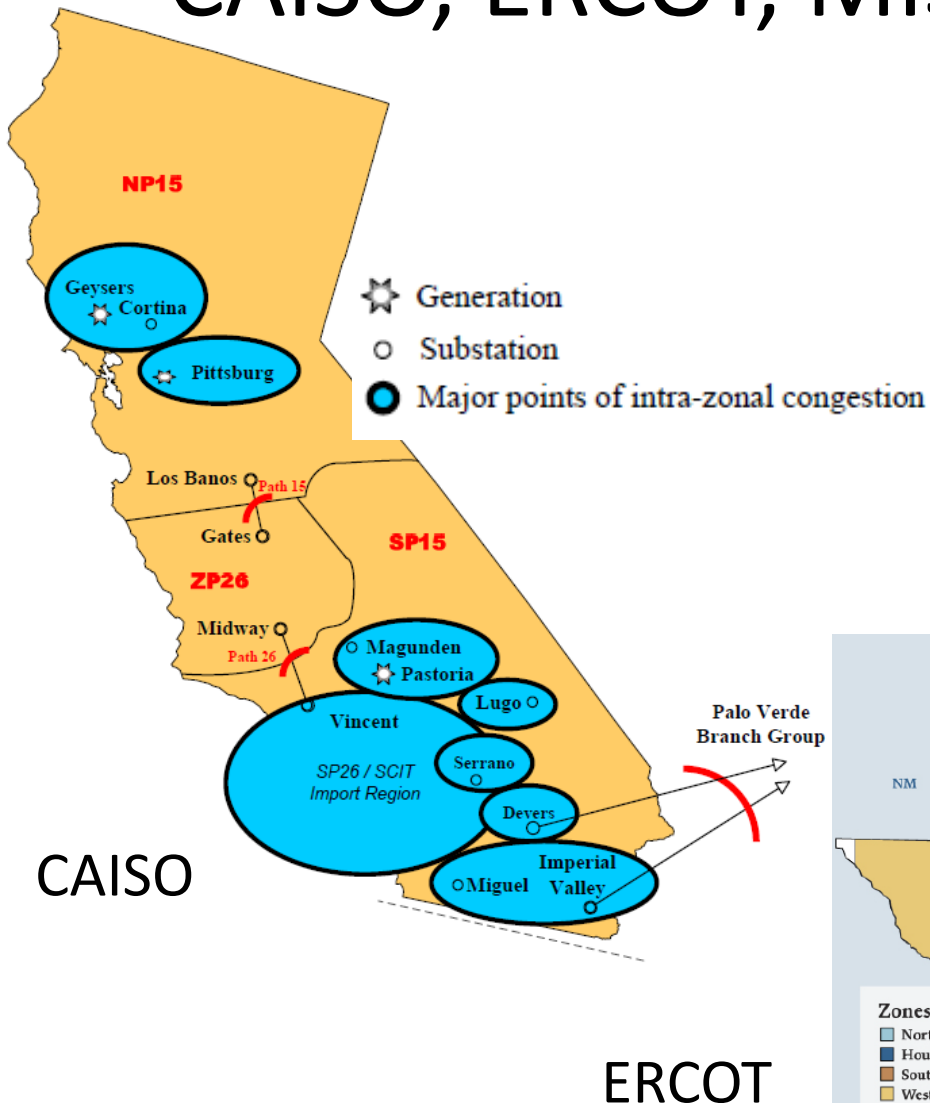 CAISO, ERCOT,
NP15
Geysers
Cortina
Pittsburg
Generation
Substation
Major points of intra-zonal congestion
Los Banos
Path 15
Gates
SP15
ZP26
Midway
Path 26
Magunden
Pastoria
Lugo
Vincent
SP26 / SCIT
Import Region
Serrano
Devers
Palo Verde
Branch Group
NM
Imperial
Miguel Valley
CAISO
Zones
ERCOT